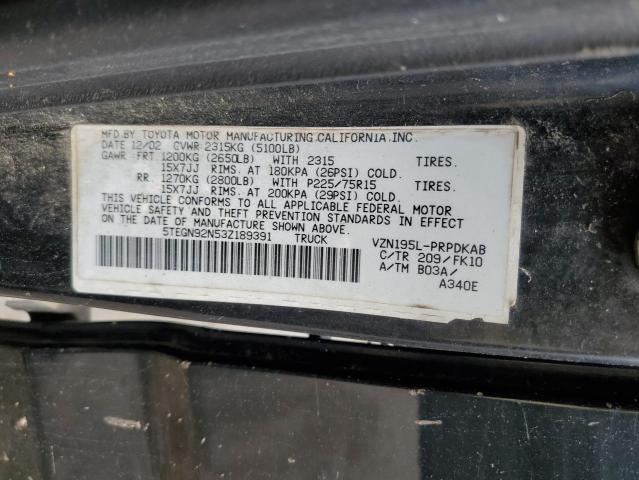 MFD BY TOYOTA MOTOR MANUFACTURING,CALIFORNIA,INC.
DATE 12/02 GVWR 2315KG (5100LB)
GAWR FRT. 1200KG (2650LB) WITH 2315 TIRES.
15X7JJ RIMS. AT 180KPA (26PSI) COLD.
RR. 1270KG (2800LB) WITH P225/75R15 TIRES.
15X7JJ RIMS. AT 200KPA (29PSI) COLD.
THIS VEHICLE CONFORMS TO ALL APPLICABLE FEDERAL MOTOR
VEHICLE SAFETY AND THEFT PREVENTION STANDARDS IN EFFECT
ON THE DATE OF MANUFACTURE SHOWN ABOVE.
5TEGN92N53Z189391 TRUCK
VZN195L-PRPDKAB
C/TR 209/FK10
A/TM B03A/
A340E